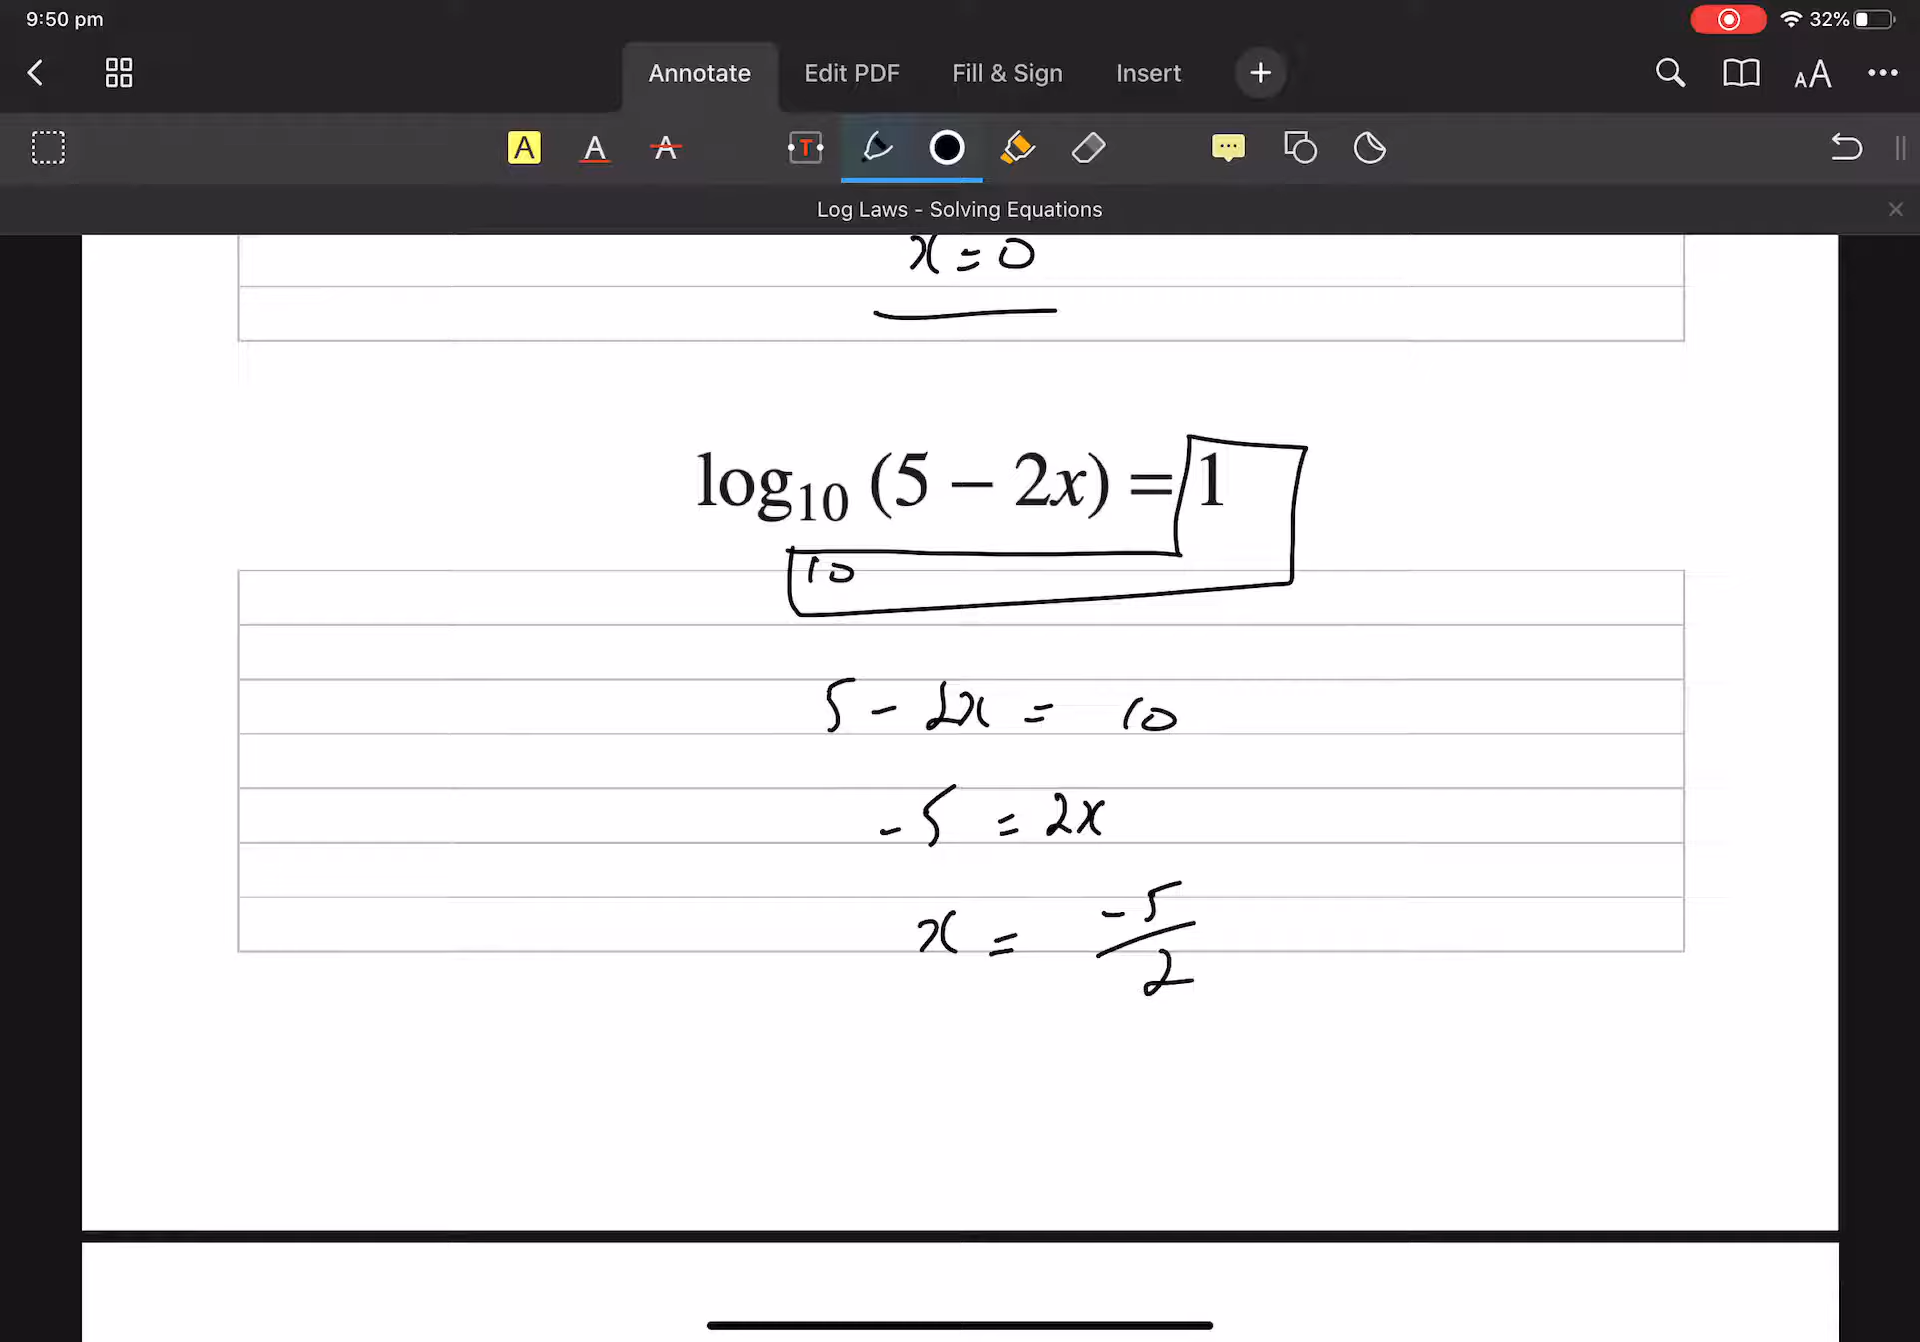 9:50 pm
32%
Annotate Edit PDF Fill & Sign Insert +
AA
A A A T
Log Laws - Solving Equations
x = 0
log₁₀ (5 − 2x) = 1
10
5 - 2x = 10
-5 = 2x
x = -5/2